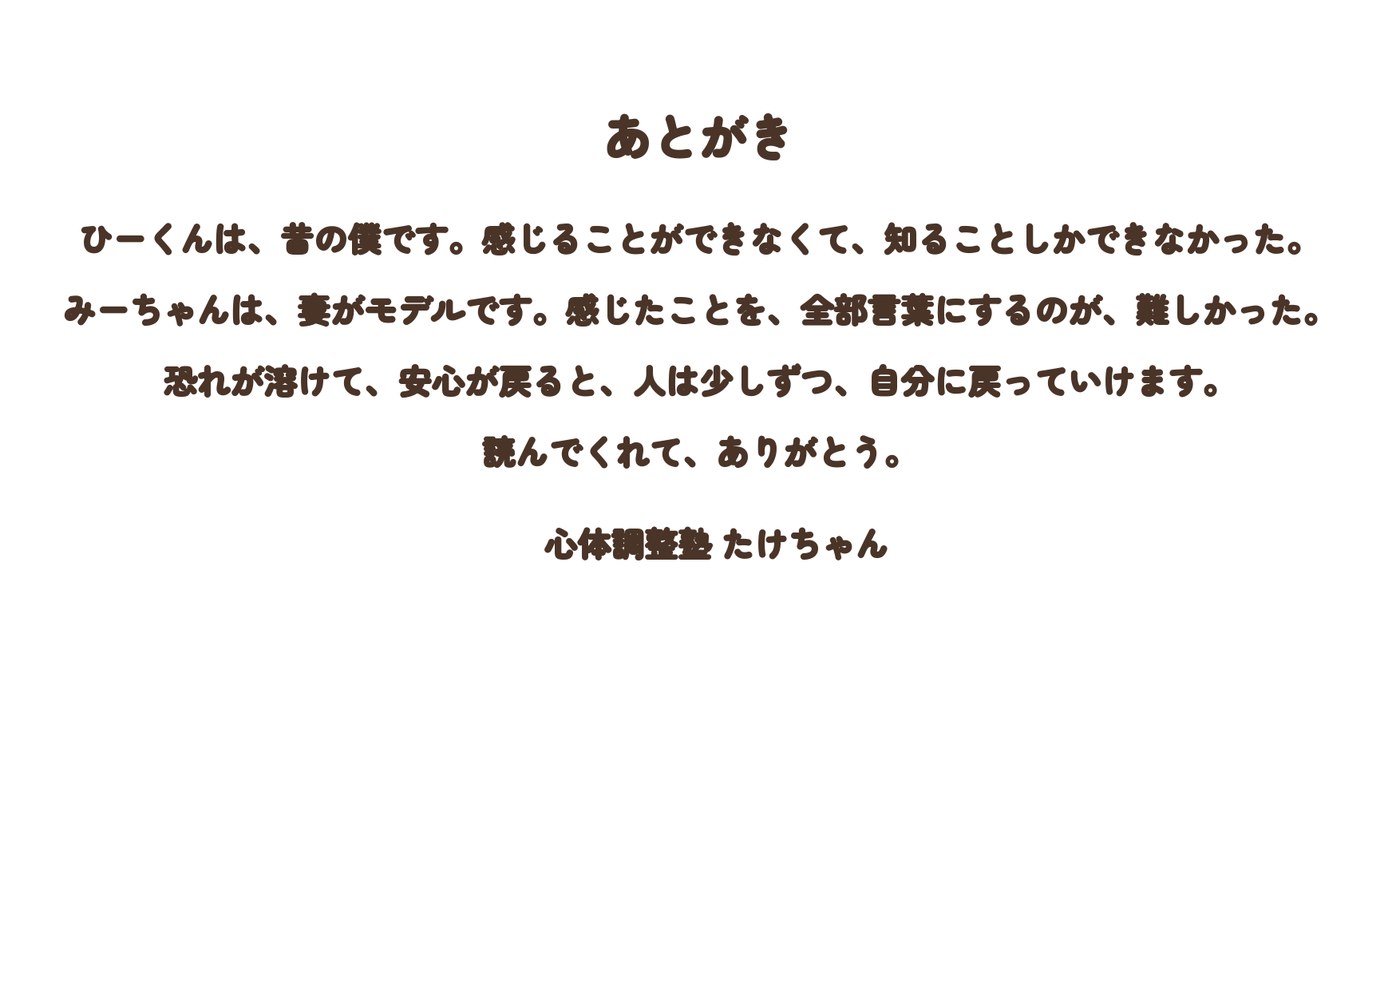 あとがき
ひーくんは、昔の僕です。感じることができなくて、知ることしかできなかった。
みーちゃんは、妻がモデルです。感じたことを、全部言葉にするのが、難しかった。
恐れが溶けて、安心が戻ると、人は少しずつ、自分に戻っていけます。
読んでくれて、ありがとう。
心体調整塾 たけちゃん